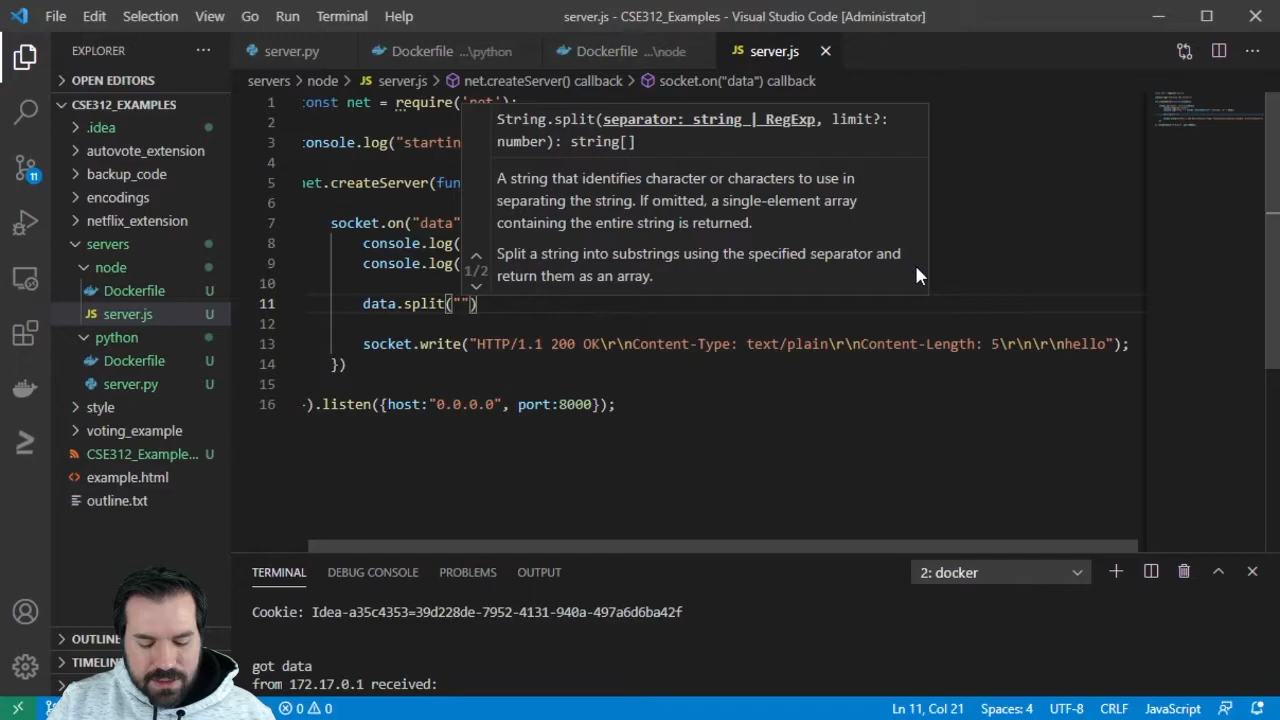 File Edit Selection View Go Run Terminal Help server.js - CSE312_Examples - Visual Studio Code [Administrator]
EXPLORER
server.py
Dockerfile ...\python
Dockerfile ...\node
JS server.js
OPEN EDITORS
CSE312_EXAMPLES
.idea
autovote_extension
backup_code
encodings
netflix_extension
servers
node
Dockerfile U
JS server.js U
python
Dockerfile U
server.py U
style
voting_example
CSE312_Example... U
example.html
outline.txt
OUTLINE
TIMELIN
11
servers > node > JS server.js > net.createServer() callback > socket.on("data") callback
1 onst net = require('net');
2
3 onsole.log("startin
4
5 net.createServer(fun
6
7 socket.on("data"
8 console.log(
9 console.log(
10
11 data.split("")
12
13 socket.write("HTTP/1.1 200 OK\r\nContent-Type: text/plain\r\nContent-Length: 5\r\n\r\nhello");
14 })
15
16 ).listen({host:"0.0.0.0", port:8000});
String.split(separator: string | RegExp, limit?:
number): string[]
A string that identifies character or characters to use in
separating the string. If omitted, a single-element array
containing the entire string is returned.
1/2
Split a string into substrings using the specified separator and
return them as an array.
TERMINAL DEBUG CONSOLE PROBLEMS OUTPUT 2: docker
Cookie: Idea-a35c4353=39d228de-7952-4131-940a-497a6d6ba42f
got data
from 172.17.0.1 received:
0 0 Ln 11, Col 21 Spaces: 4 UTF-8 CRLF JavaScript